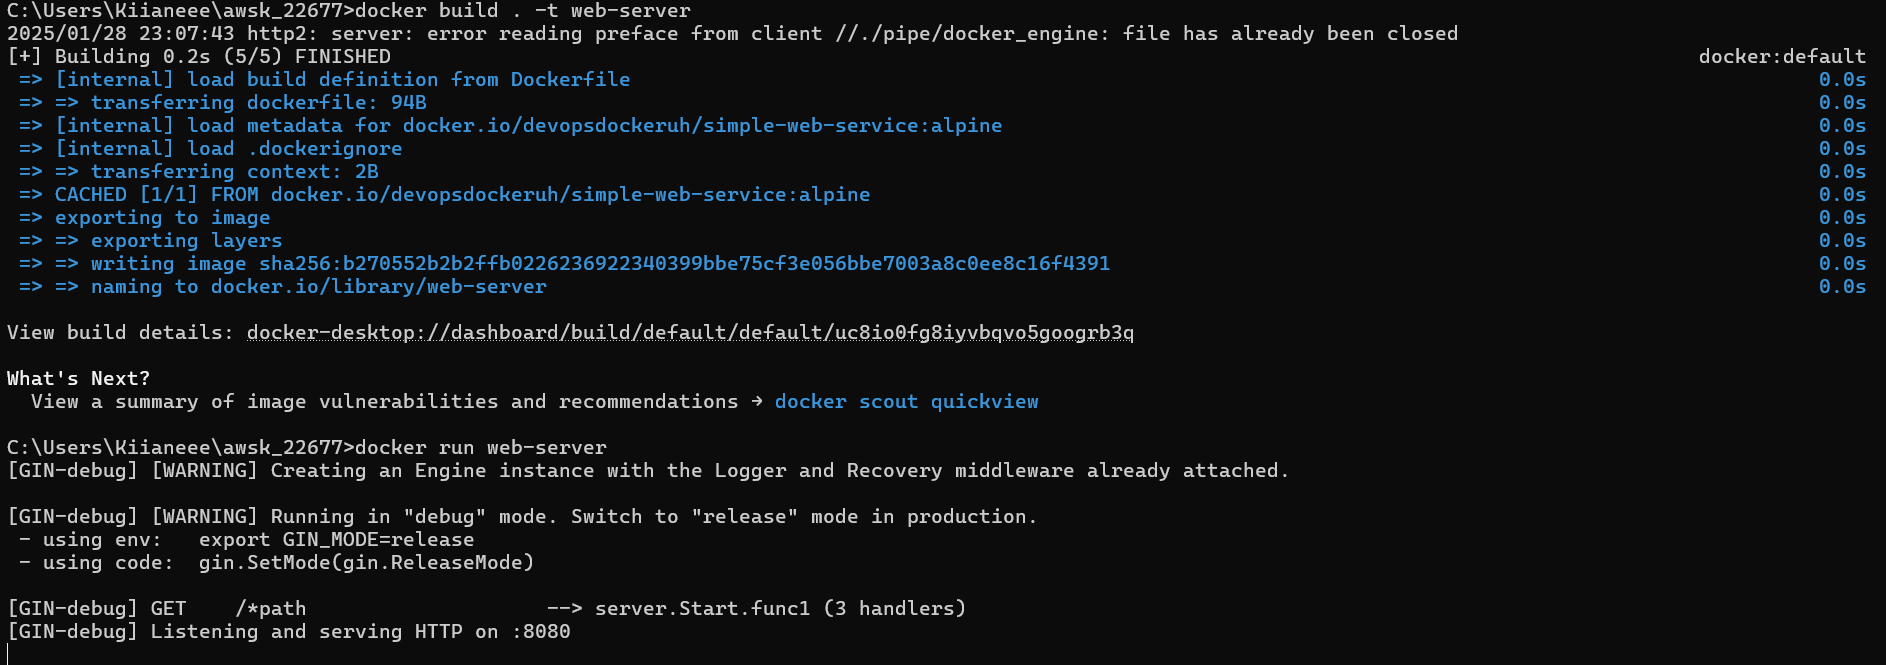 C:\Users\Kiianeee\awsk_22677>docker build . -t web-server
2025/01/28 23:07:43 http2: server: error reading preface from client //./pipe/docker_engine: file has already been closed
[+] Building 0.2s (5/5) FINISHED docker:default
=> [internal] load build definition from Dockerfile 0.0s
=> => transferring dockerfile: 94B 0.0s
=> [internal] load metadata for docker.io/devopsdockeruh/simple-web-service:alpine 0.0s
=> [internal] load .dockerignore 0.0s
=> => transferring context: 2B 0.0s
=> CACHED [1/1] FROM docker.io/devopsdockeruh/simple-web-service:alpine 0.0s
=> exporting to image 0.0s
=> => exporting layers 0.0s
=> => writing image sha256:b270552b2b2ffb0226236922340399bbe75cf3e056bbe7003a8c0ee8c16f4391 0.0s
=> => naming to docker.io/library/web-server 0.0s
View build details: docker-desktop://dashboard/build/default/default/uc8io0fg8iyvbqvo5googrb3q
What's Next?
View a summary of image vulnerabilities and recommendations → docker scout quickview
C:\Users\Kiianeee\awsk_22677>docker run web-server
[GIN-debug] [WARNING] Creating an Engine instance with the Logger and Recovery middleware already attached.
[GIN-debug] [WARNING] Running in "debug" mode. Switch to "release" mode in production.
- using env: export GIN_MODE=release
- using code: gin.SetMode(gin.ReleaseMode)
[GIN-debug] GET /*path --> server.Start.func1 (3 handlers)
[GIN-debug] Listening and serving HTTP on :8080